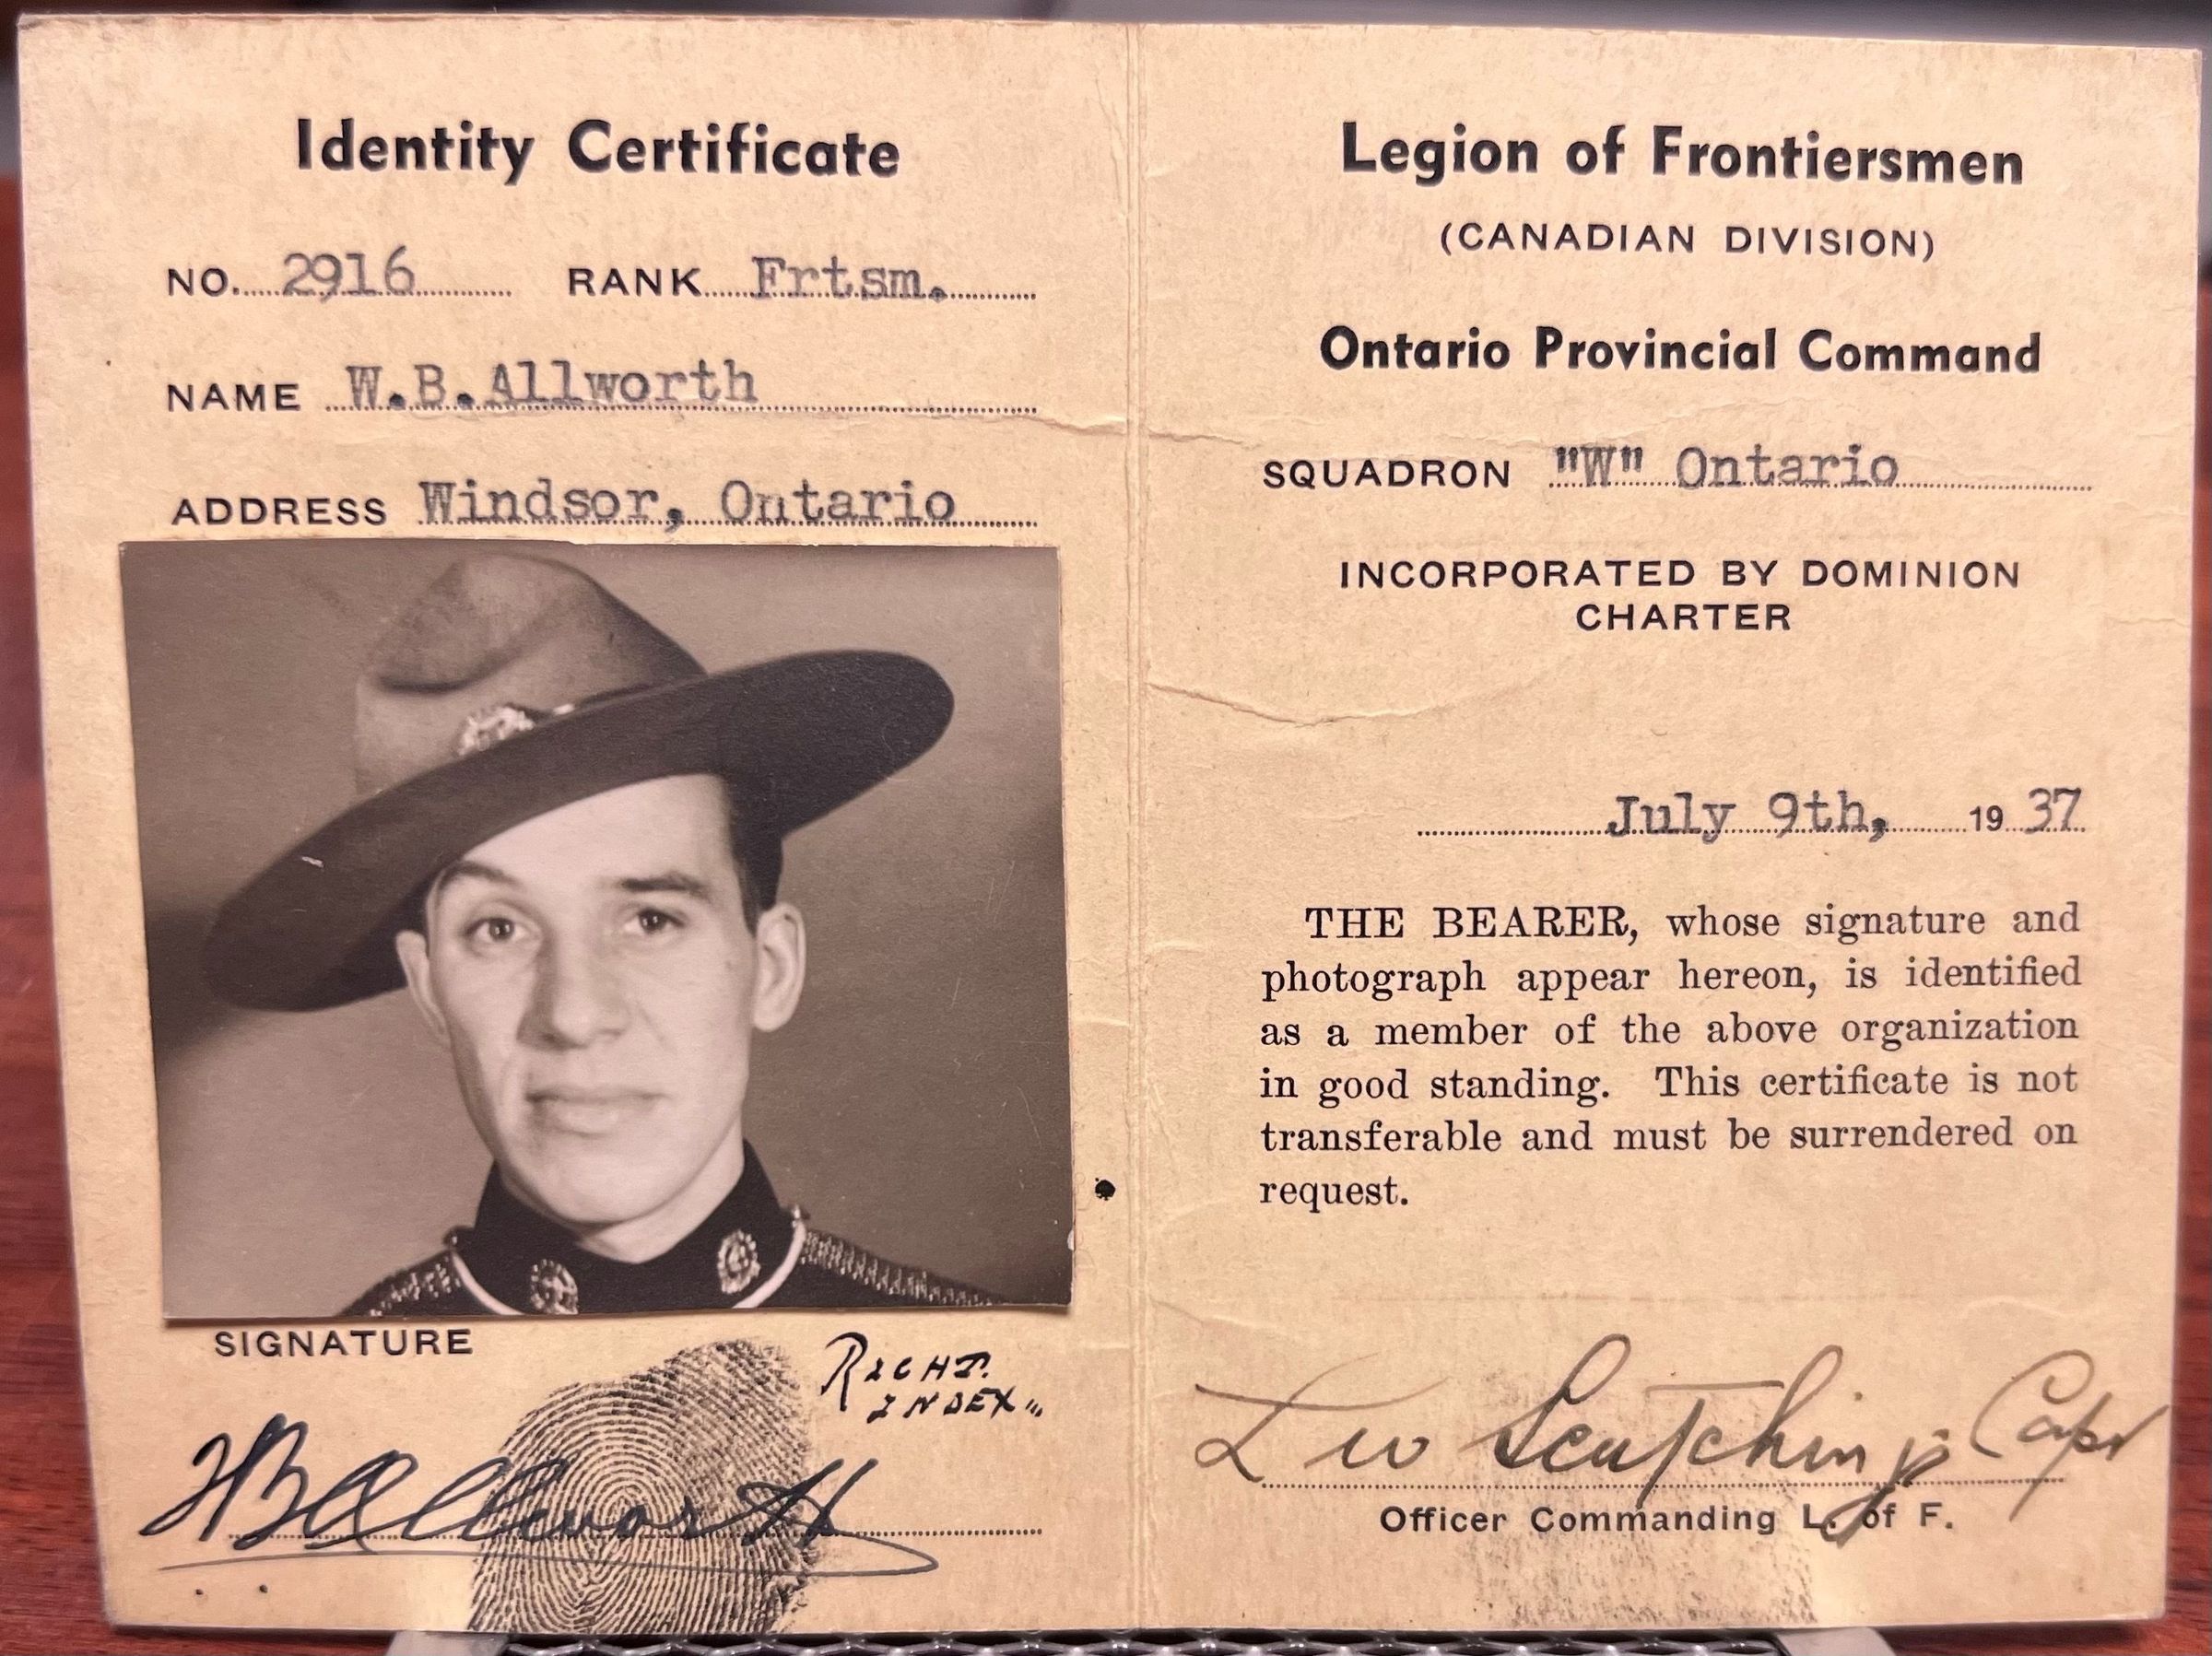 Identity Certificate
NO. 2916 RANK Frtsm.
NAME W.B.Allworth
ADDRESS Windsor, Ontario
SIGNATURE
RIGHT
INDEX
WBAllworth
Legion of Frontiersmen
(CANADIAN DIVISION)
Ontario Provincial Command
SQUADRON "W" Ontario
INCORPORATED BY DOMINION
CHARTER
July 9th, 1937
THE BEARER, whose signature and
photograph appear hereon, is identified
as a member of the above organization
in good standing. This certificate is not
transferable and must be surrendered on
request.
Capt
Officer Commanding L. of F.